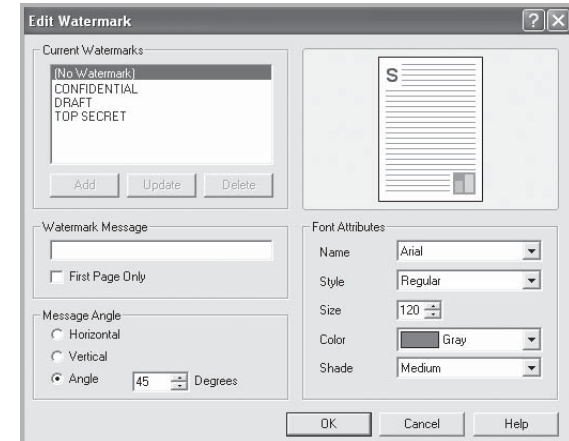 Edit Watermark
Current Watermarks
(No Watermark)
CONFIDENTIAL
DRAFT
TOP SECRET
Add Update Delete
S
Watermark Message
First Page Only
Message Angle
Horizontal
Vertical
Angle 45 Degrees
Font Attributes
Name Arial
Style Regular
Size 120
Color Gray
Shade Medium
OK Cancel Help